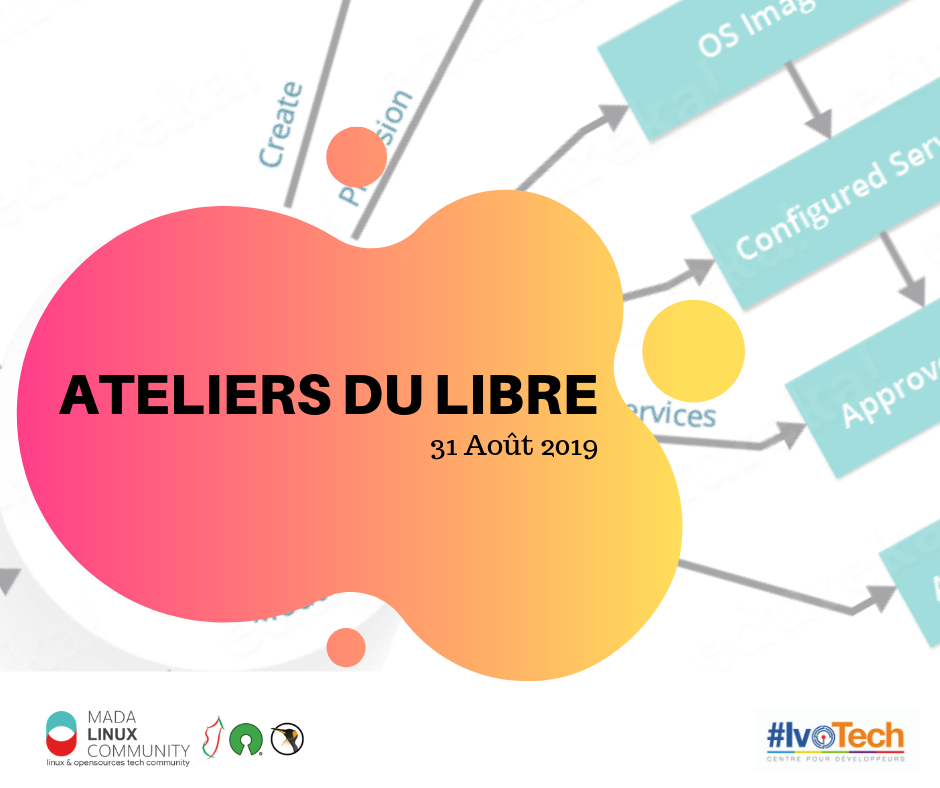 OS Imag
Create
Configured Serv
ATELIERS DU LIBRE
31 Août 2019
ervices
Approv
MADA
LINUX
COMMUNITY
linux & opensources tech community
#IvoTech
CENTRE POUR DÉVELOPPEURS